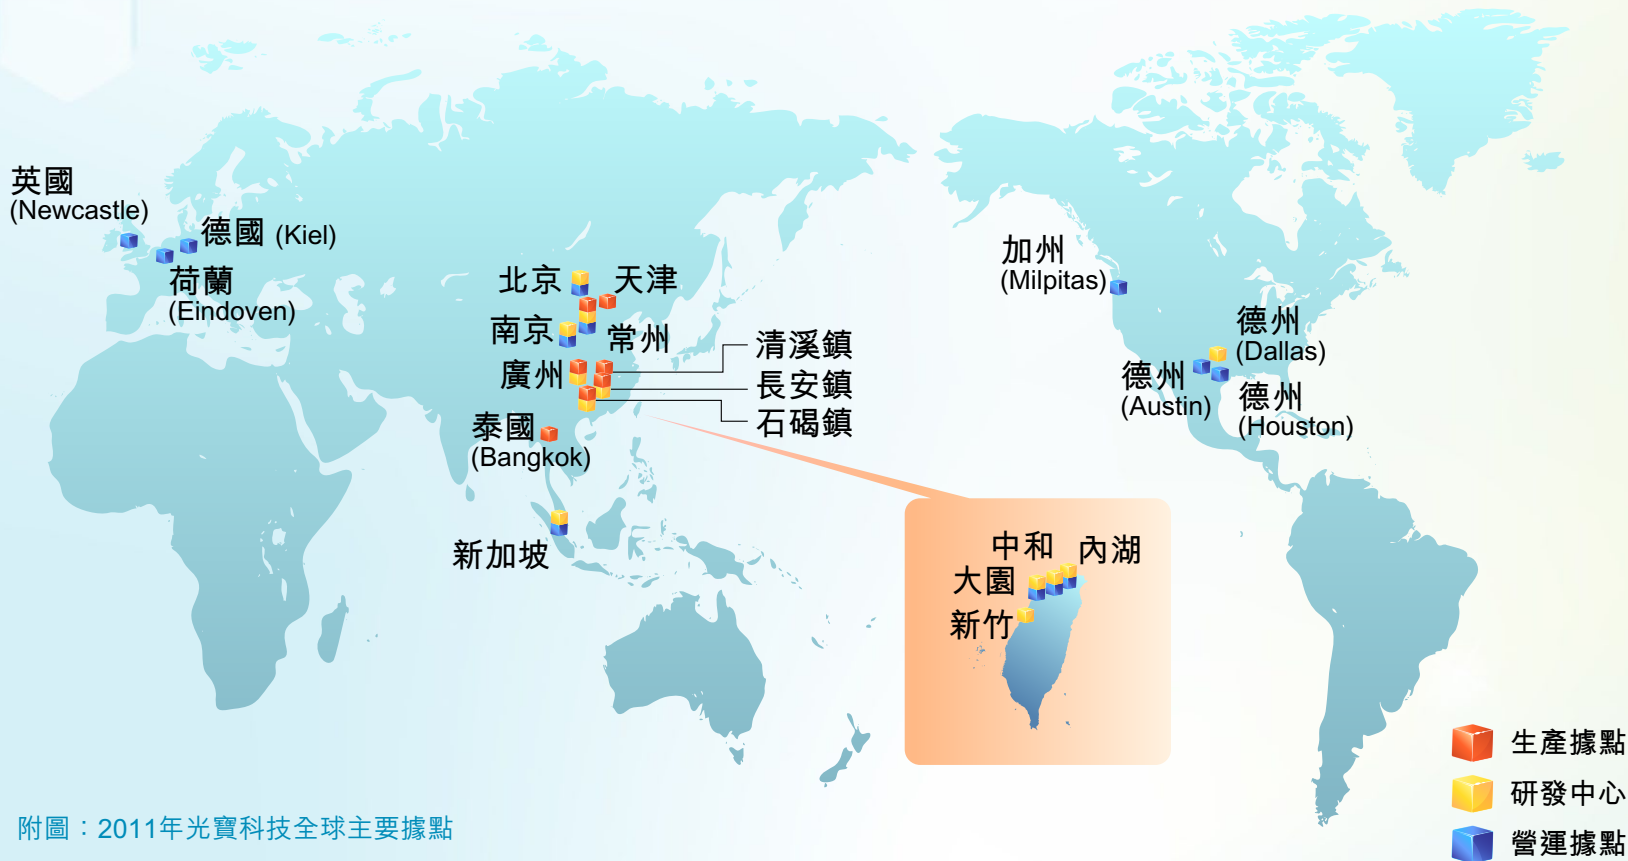 英國
(Newcastle)
德國 (Kiel)
荷蘭
(Eindoven)
北京
天津
南京
常州
廣州
清溪鎮
長安鎮
石碣鎮
泰國
(Bangkok)
新加坡
加州
(Milpitas)
德州
(Dallas)
德州
(Austin)
德州
(Houston)
中和
內湖
大園
新竹
生產據點
研發中心
營運據點
附圖：2011年光寶科技全球主要據點